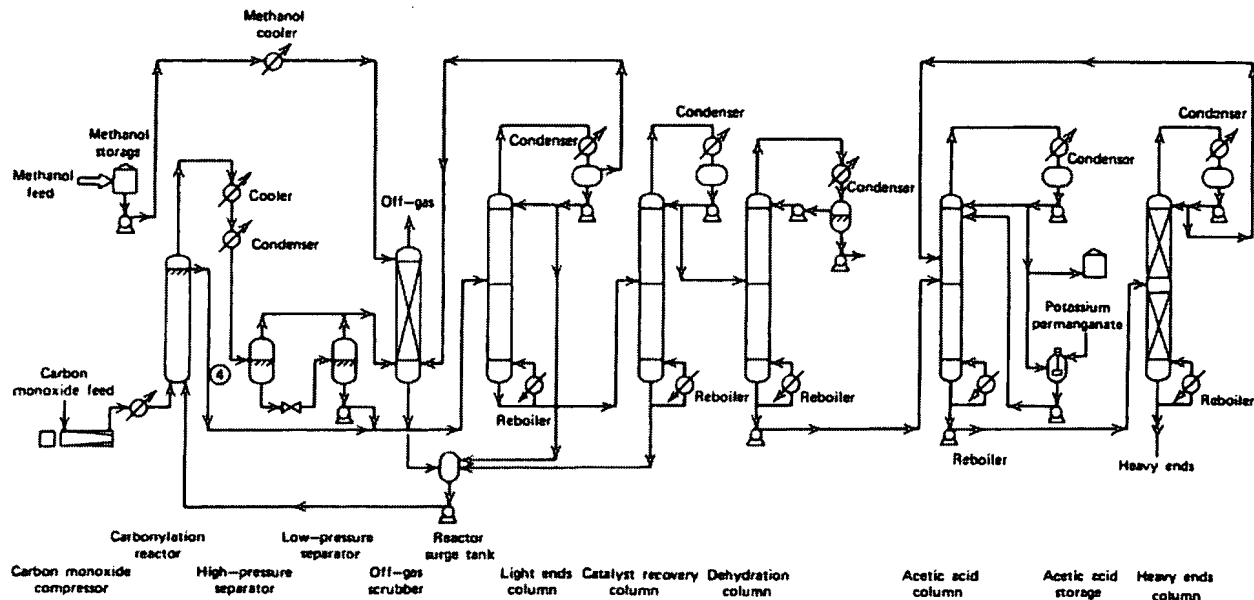 Methanol
cooler
Methanol
storage
Methanol
feed
Cooler
Condenser
Off-gas
Condenser
Condenser
Condenser
Condensor
Condenser
Potassium
permanganate
4
Carbon
monoxide feed
Reboiler
Reboiler
Reboiler
Reboiler
Reboiler
Heavy ends
Carbonylation
reactor
Low-pressure
separator
Reactor
surge tank
Carbon monoxide
compressor
High-pressure
separator
Off-gas
scrubber
Light ends
column
Catalyst recovery
column
Dehydration
column
Acetic acid
column
Acetic acid
storage
Heavy ends
column